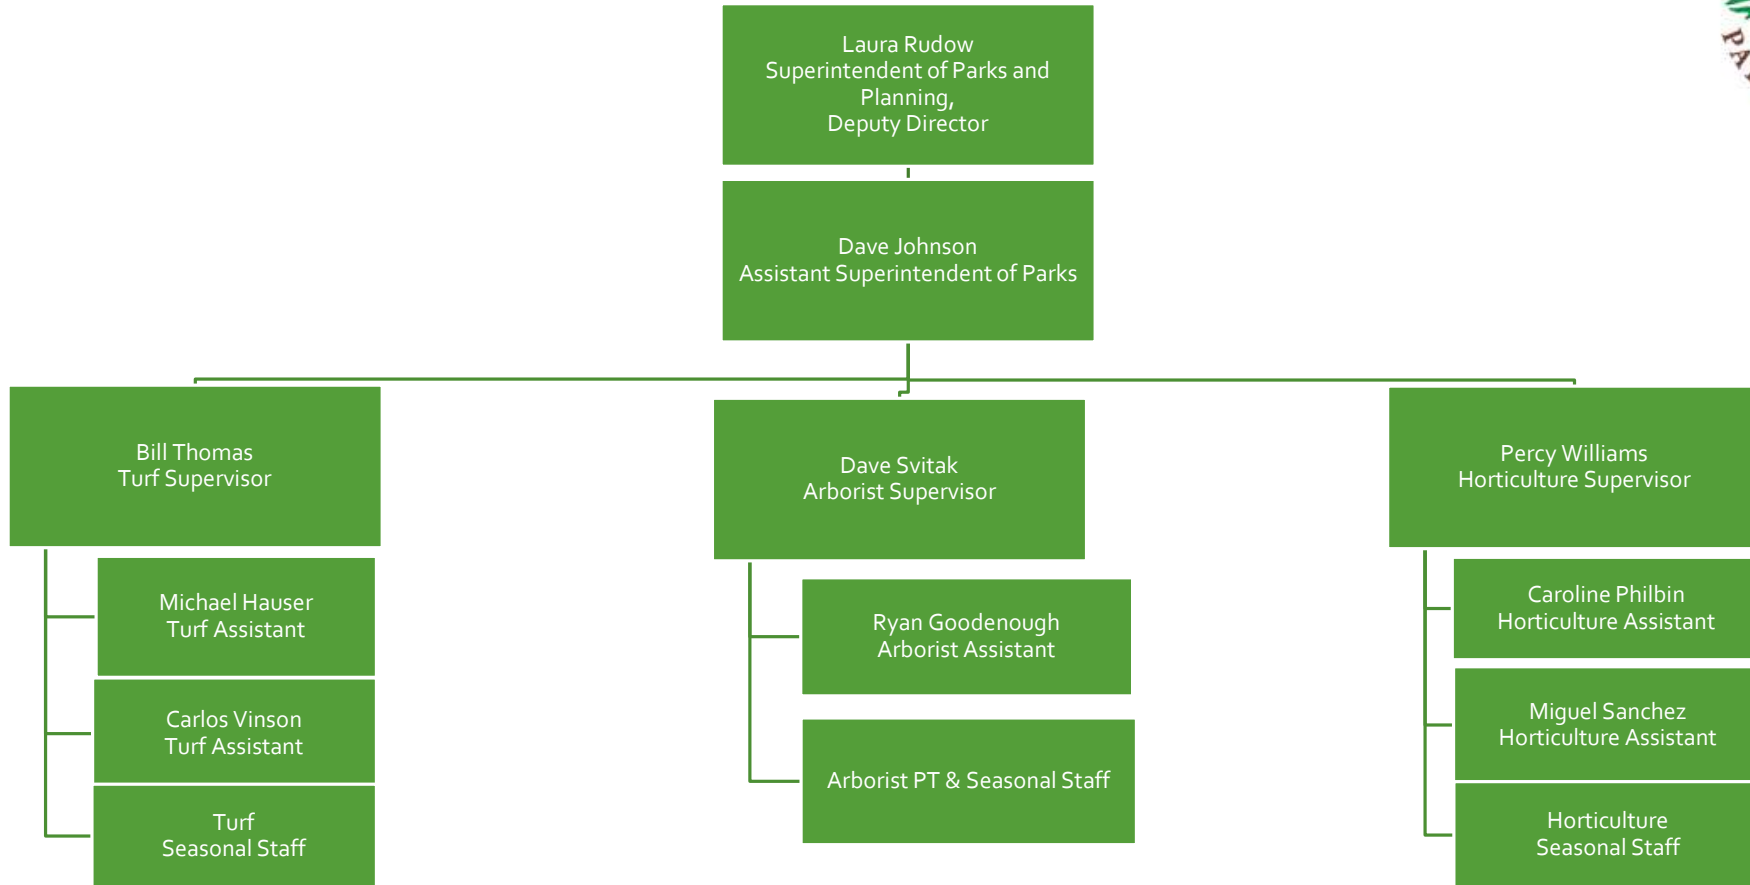 Laura Rudow
Superintendent of Parks and
Planning,
Deputy Director
Dave Johnson
Assistant Superintendent of Parks
Bill Thomas
Turf Supervisor
Dave Svitak
Arborist Supervisor
Percy Williams
Horticulture Supervisor
Michael Hauser
Turf Assistant
Carlos Vinson
Turf Assistant
Turf
Seasonal Staff
Ryan Goodenough
Arborist Assistant
Arborist PT & Seasonal Staff
Caroline Philbin
Horticulture Assistant
Miguel Sanchez
Horticulture Assistant
Horticulture
Seasonal Staff